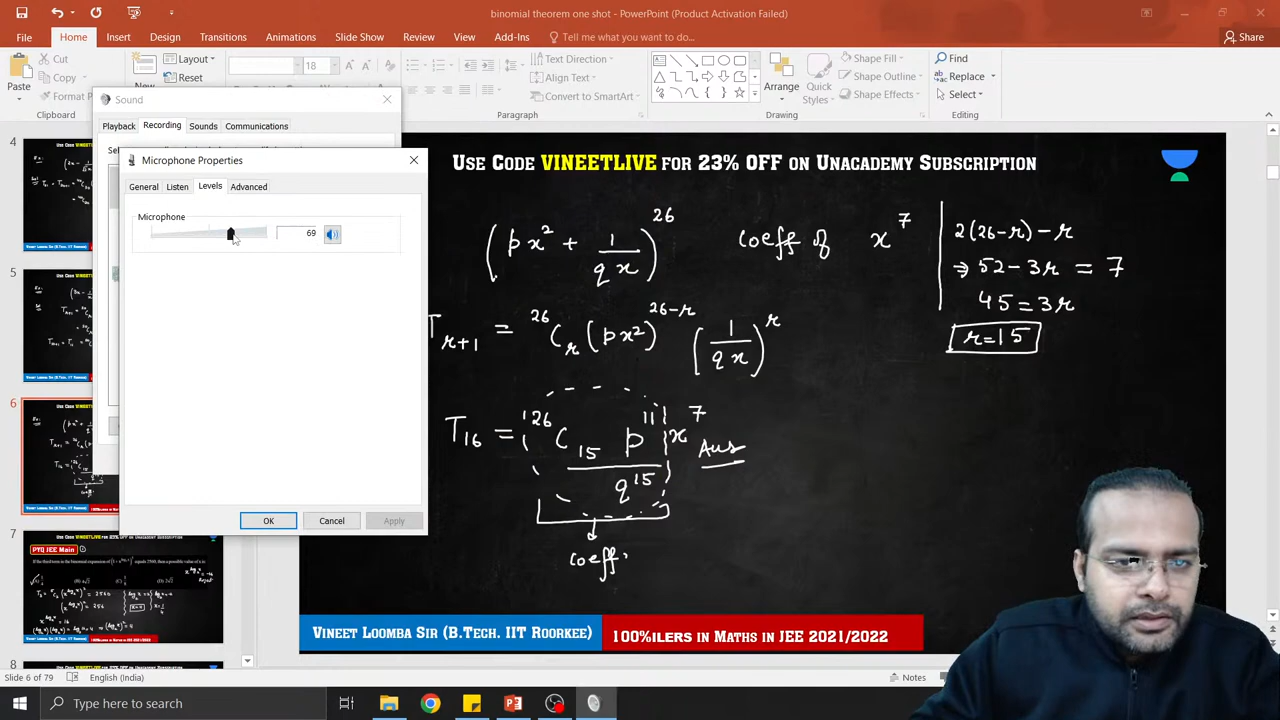 binomial theorem one shot - PowerPoint (Product Activation Failed)
File Home Insert Design Transitions Animations Slide Show Review View Add-Ins Tell me what you want to do... Share
Paste
Cut
Copy
Format P
Clipboard
Layout
Reset
18
Text Direction
Align Text
Convert to SmartArt
Paragraph
Arrange
Quick Styles
Shape Fill
Shape Outline
Shape Effects
Drawing
Find
Replace
Select
Editing
Sound
Playback Recording Sounds Communications
Microphone Properties
General Listen Levels Advanced
Microphone
69
OK Cancel Apply
4
5
6
7
PYQ JEE Main
8
USE CODE VINEETLIVE FOR 23% OFF ON UNACADEMY SUBSCRIPTION
(px² + 1/qx)^26 coeff of x^7
T_{r+1} = ^26C_r (px²)^{26-r} (1/qx)^r
T_16 = ^26C_15 p^11/q^15 x^7 Ans
coeff
2(26-r)-r
⇒ 52-3r = 7
45 = 3r
r=15
VINEET LOOMBA SIR (B.TECH. IIT ROORKEE) 100%ILERS IN MATHS IN JEE 2021/2022
Slide 6 of 79 English (India) Notes
Type here to search